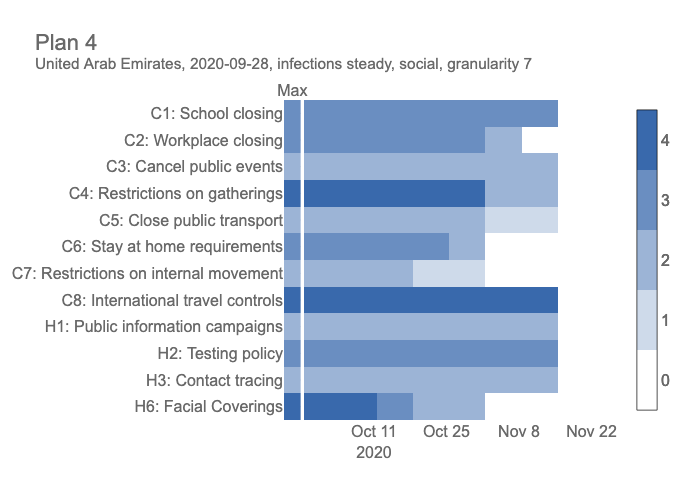 Plan 4
United Arab Emirates, 2020-09-28, infections steady, social, granularity 7
Max
C1: School closing
C2: Workplace closing
C3: Cancel public events
C4: Restrictions on gatherings
C5: Close public transport
C6: Stay at home requirements
C7: Restrictions on internal movement
C8: International travel controls
H1: Public information campaigns
H2: Testing policy
H3: Contact tracing
H6: Facial Coverings
Oct 11 Oct 25 Nov 8 Nov 22
2020
4
3
2
1
0